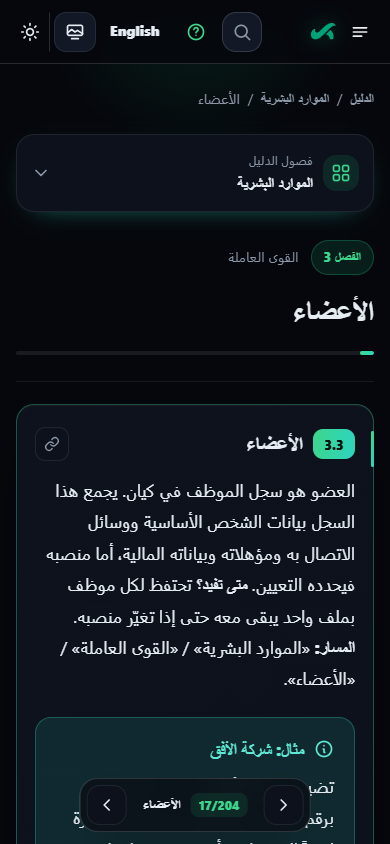 English
الدليل / الموارد البشرية / الأعضاء
فصول الدليل
الموارد البشرية
الفصل 3
القوى العاملة
الأعضاء
3.3 الأعضاء
العضو هو سجل الموظف في كيان. يجمع هذا
السجل بيانات الشخص الأساسية ووسائل
الاتصال به ومؤهلاته وبياناته المالية، أما منصبه
فيحدده التعيين. متى تفيد؟ تحتفظ لكل موظف
بملف واحد يبقى معه حتى إذا تغيّر منصبه.
المسار: «الموارد البشرية» / «القوى العاملة» /
«الأعضاء».
مثال: شركة الأفق
17/204 الأعضاء